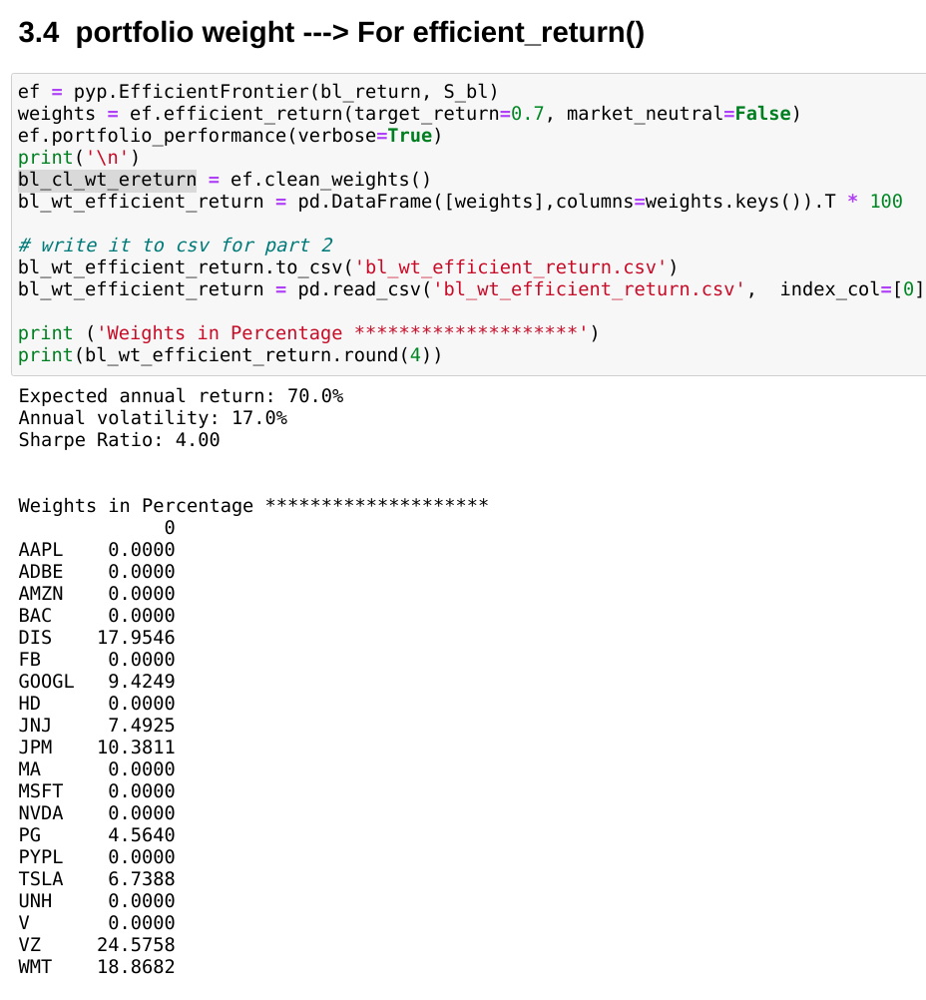 3.4 portfolio weight ---> For efficient_return()
ef = pyp.EfficientFrontier(bl_return, S_bl)
weights = ef.efficient_return(target_return=0.7, market_neutral=False)
ef.portfolio_performance(verbose=True)
print('\n')
bl_cl_wt_ereturn = ef.clean_weights()
bl_wt_efficient_return = pd.DataFrame([weights],columns=weights.keys()).T * 100

# write it to csv for part 2
bl_wt_efficient_return.to_csv('bl_wt_efficient_return.csv')
bl_wt_efficient_return = pd.read_csv('bl_wt_efficient_return.csv',  index_col=[0]

print ('Weights in Percentage ********************')
print(bl_wt_efficient_return.round(4))
Expected annual return: 70.0%
Annual volatility: 17.0%
Sharpe Ratio: 4.00

Weights in Percentage ********************
             0
AAPL    0.0000
ADBE    0.0000
AMZN    0.0000
BAC     0.0000
DIS    17.9546
FB      0.0000
GOOGL   9.4249
HD      0.0000
JNJ     7.4925
JPM    10.3811
MA      0.0000
MSFT    0.0000
NVDA    0.0000
PG      4.5640
PYPL    0.0000
TSLA    6.7388
UNH     0.0000
V       0.0000
VZ     24.5758
WMT    18.8682